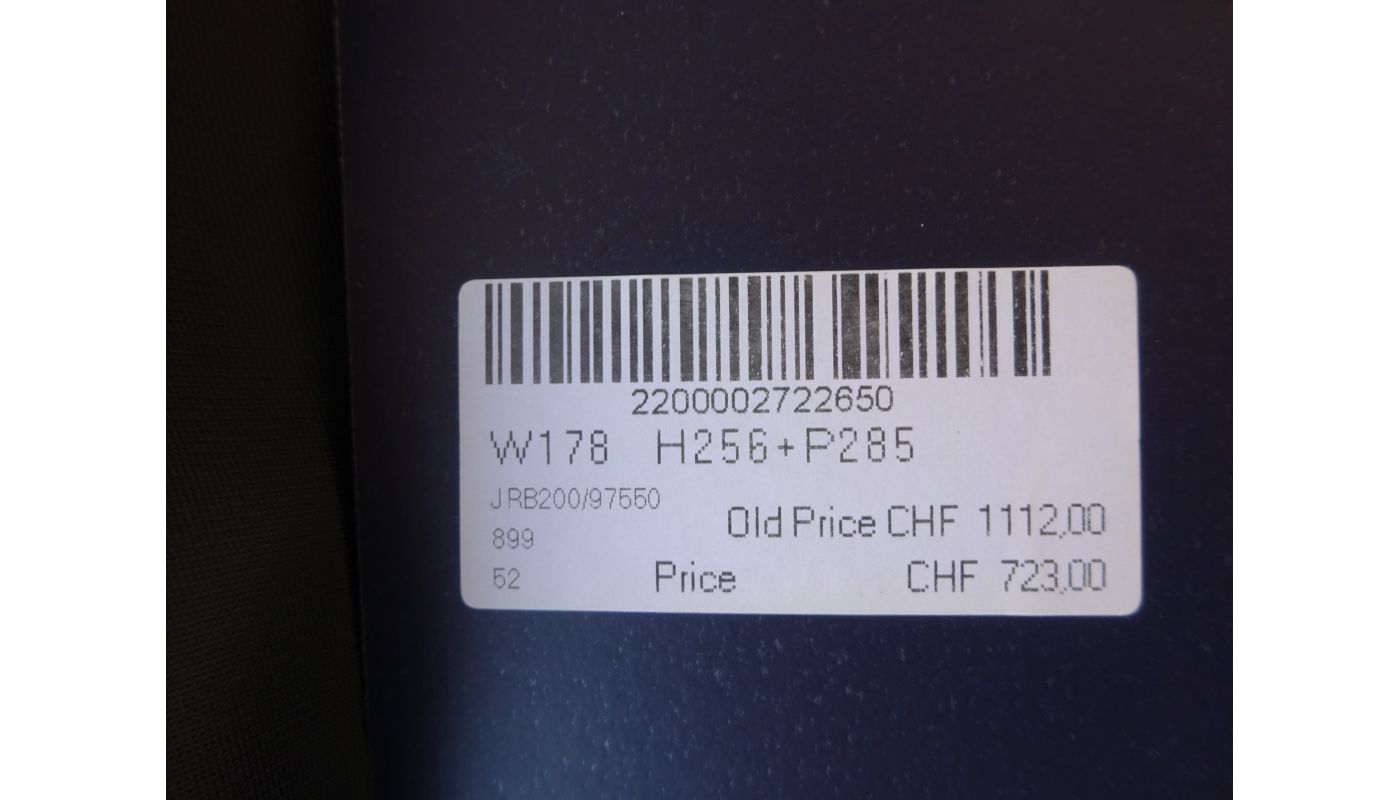 2200002722650
W178 H256+P285
JRB200/97550
Old Price CHF 1112,00
899
52 Price CHF 723,00